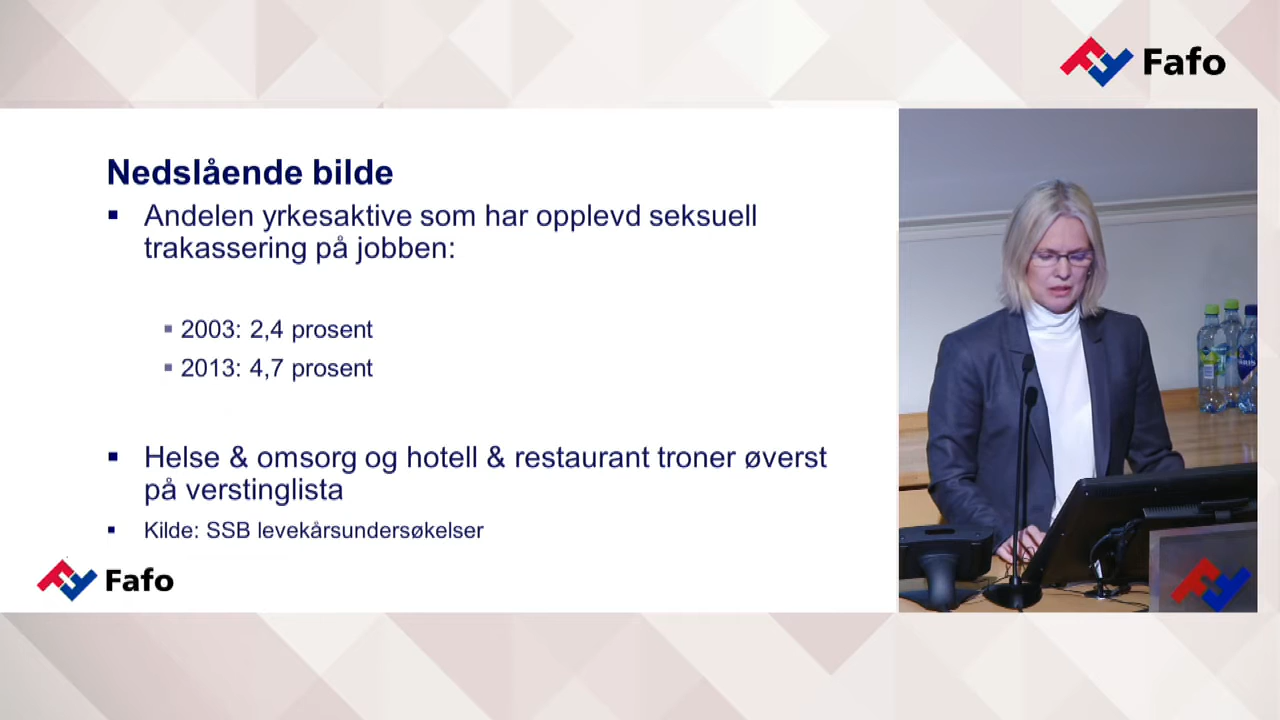 Fafo
Nedslående bilde
▪ Andelen yrkesaktive som har opplevd seksuell
trakassering på jobben:
▪ 2003: 2,4 prosent
▪ 2013: 4,7 prosent
▪ Helse & omsorg og hotell & restaurant troner øverst
på verstinglista
▪ Kilde: SSB levekårsundersøkelser
Fafo